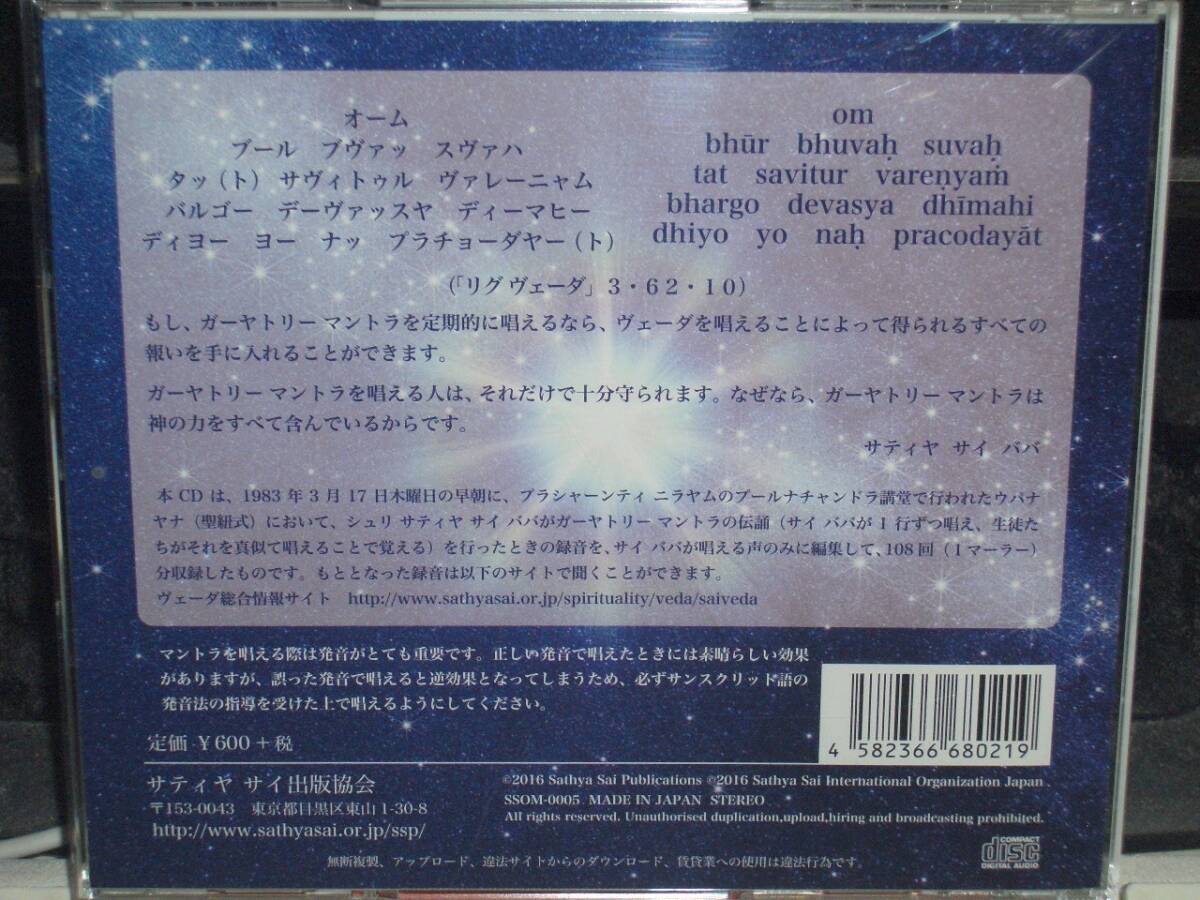 オーム
ブール ブヴァッ スヴァハ
タッ(ト) サヴィトゥル ヴァレーニャム
バルゴー デーヴァッスヤ ディーマヒー
ディヨー ヨー ナッ プラチョーダヤー(ト)
om
bhūr bhuvaḥ suvaḥ
tat savitur vareṇyaṁ
bhargo devasya dhīmahi
dhiyo yo naḥ pracodayāt
(「リグ ヴェーダ」3・62・10)
もし、ガーヤトリー マントラを定期的に唱えるなら、ヴェーダを唱えることによって得られるすべての
報いを手に入れることができます。
ガーヤトリー マントラを唱える人は、それだけで十分守られます。なぜなら、ガーヤトリー マントラは
神の力をすべて含んでいるからです。
サティヤ サイ ババ
本 CD は、1983 年 3 月 17 日木曜日の早朝に、プラシャーンティ ニラヤムのプールナチャンドラ講堂で行われたウパナ
ヤナ(聖紐式)において、シュリ サティヤ サイ ババがガーヤトリー マントラの伝誦(サイ ババが 1 行ずつ唱え、生徒た
ちがそれを真似て唱えることで覚える)を行ったときの録音を、サイ ババが唱える声のみに編集して、108 回(1 マーラー)
分収録したものです。もととなった録音は以下のサイトで聞くことができます。
ヴェーダ総合情報サイト http://www.sathyasai.or.jp/spirituality/veda/saiveda
マントラを唱える際は発音がとても重要です。正しい発音で唱えたときには素晴らしい効果
がありますが、誤った発音で唱えると逆効果となってしまうため、必ずサンスクリッド語の
発音法の指導を受けた上で唱えるようにしてください。
定価 ¥600+税
4 582366 680219
サティヤ サイ出版協会
〒153-0043 東京都目黒区東山 1-30-8
http://www.sathyasai.or.jp/ssp/
©2016 Sathya Sai Publications ©2016 Sathya Sai International Organization Japan
SSOM-0005 MADE IN JAPAN STEREO
All rights reserved. Unauthorised duplication,upload,hiring and broadcasting prohibited.
無断複製、アップロード、違法サイトからのダウンロード、賃貸業への使用は違法行為です。
COMPACT
disc
DIGITAL AUDIO